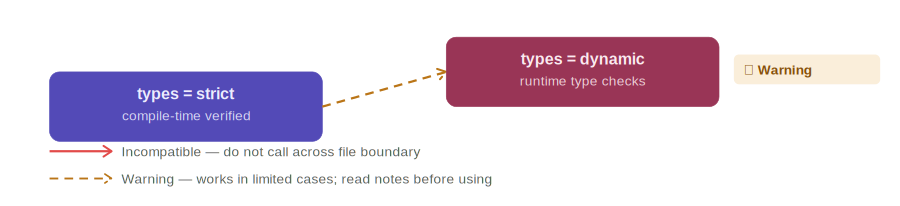 types = dynamic
runtime type checks
Warning
types = strict
compile-time verified
Incompatible — do not call across file boundary
Warning — works in limited cases; read notes before using